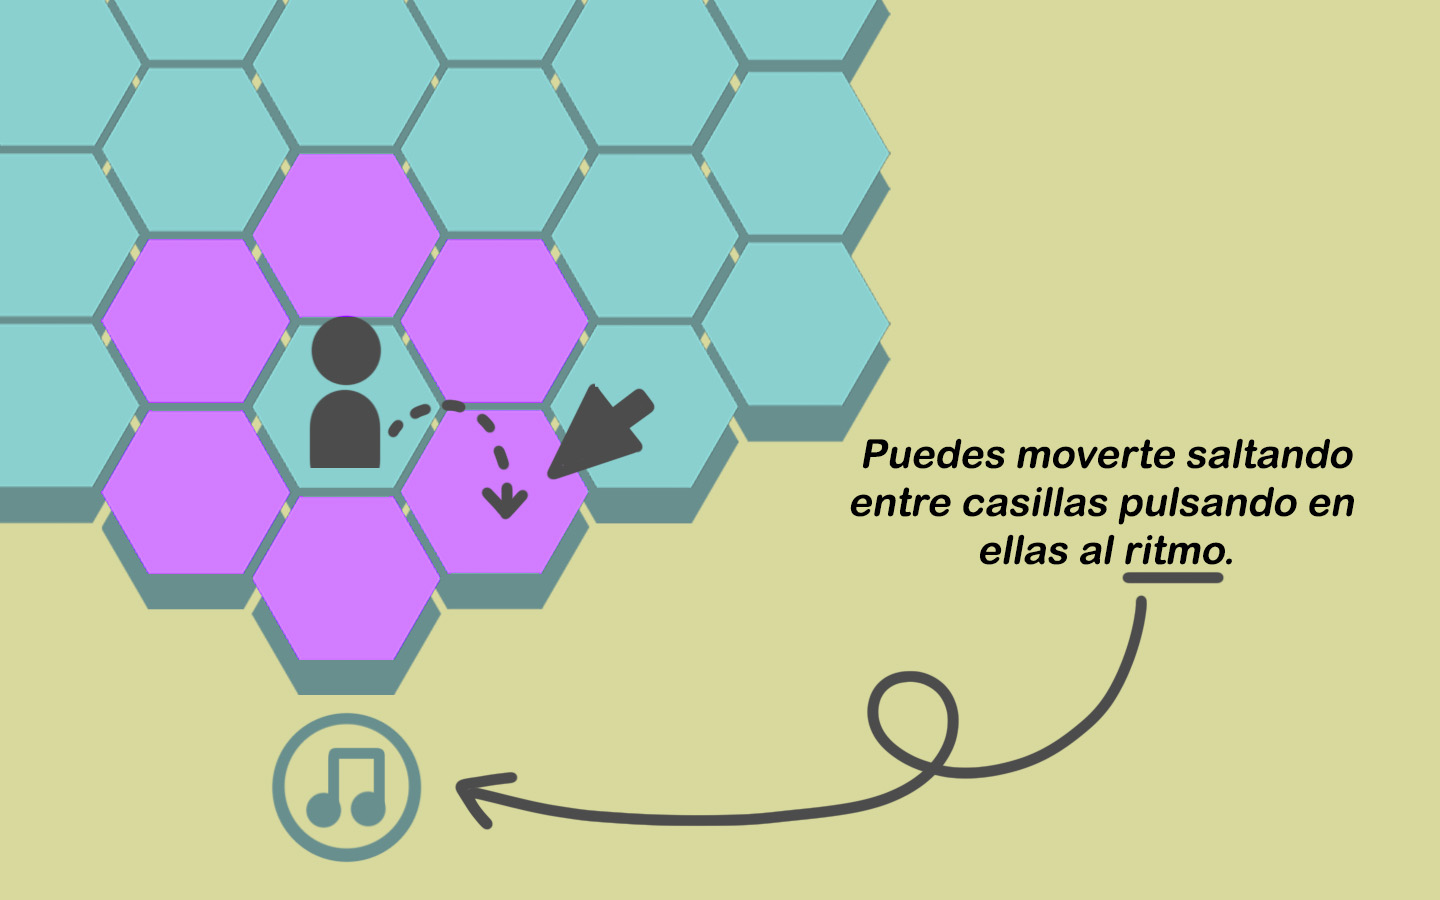 Puedes moverte saltando
entre casillas pulsando en
ellas al ritmo.